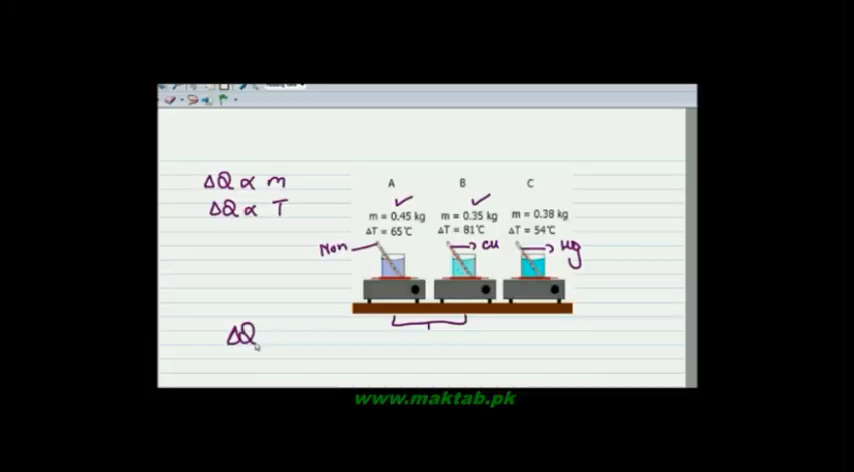 ΔQ ∝ m
ΔQ ∝ T
A B C
m = 0.45 kg m = 0.35 kg m = 0.38 kg
ΔT = 65℃ ΔT = 81℃ ΔT = 54℃
Cu Hg
ΔQ
www.maktab.pk